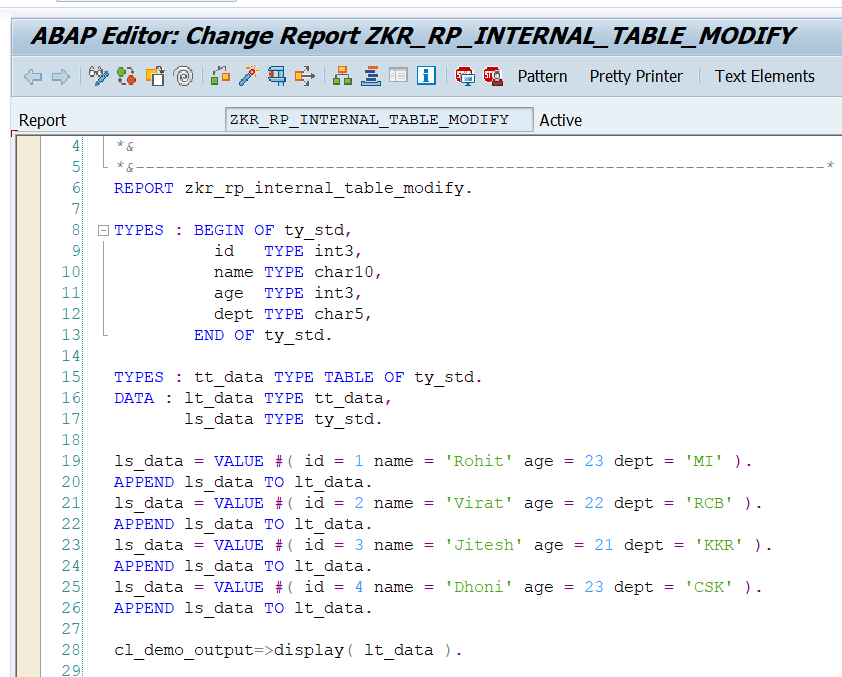 ABAP Editor: Change Report ZKR_RP_INTERNAL_TABLE_MODIFY
Pattern Pretty Printer Text Elements
Report ZKR_RP_INTERNAL_TABLE_MODIFY Active
4 *&
5 *&---------------------------------------------------------------------*
6 REPORT zkr_rp_internal_table_modify.
7
8 TYPES : BEGIN OF ty_std,
9 id   TYPE int3,
10 name TYPE char10,
11 age  TYPE int3,
12 dept TYPE char5,
13 END OF ty_std.
14
15 TYPES : tt_data TYPE TABLE OF ty_std.
16 DATA : lt_data TYPE tt_data,
17 ls_data TYPE ty_std.
18
19 ls_data = VALUE #( id = 1 name = 'Rohit' age = 23 dept = 'MI' ).
20 APPEND ls_data TO lt_data.
21 ls_data = VALUE #( id = 2 name = 'Virat' age = 22 dept = 'RCB' ).
22 APPEND ls_data TO lt_data.
23 ls_data = VALUE #( id = 3 name = 'Jitesh' age = 21 dept = 'KKR' ).
24 APPEND ls_data TO lt_data.
25 ls_data = VALUE #( id = 4 name = 'Dhoni' age = 23 dept = 'CSK' ).
26 APPEND ls_data TO lt_data.
27
28 cl_demo_output=>display( lt_data ).
29